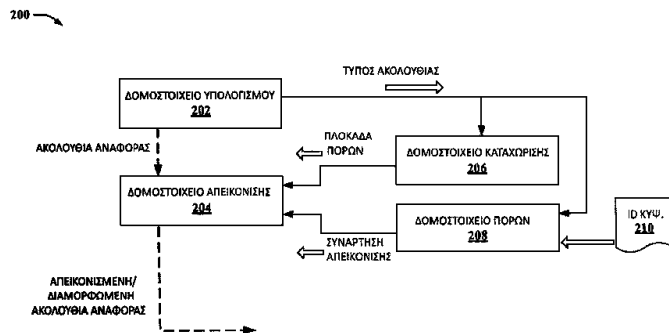 200
ΔΟΜΟΣΤΟΙΧΕΙΟ ΥΠΟΛΟΓΙΣΜΟΥ
202
ΤΥΠΟΣ ΑΚΟΛΟΥΘΙΑΣ
ΑΚΟΛΟΥΘΙΑ ΑΝΑΦΟΡΑΣ
ΠΛΟΚΑΔΑ
ΠΟΡΩΝ
ΔΟΜΟΣΤΟΙΧΕΙΟ ΚΑΤΑΧΩΡΙΣΗΣ
206
ΔΟΜΟΣΤΟΙΧΕΙΟ ΑΠΕΙΚΟΝΙΣΗΣ
204
ΔΟΜΟΣΤΟΙΧΕΙΟ ΠΟΡΩΝ
208
ID ΚΥΨ.
210
ΣΥΝΑΡΤΗΣΗ
ΑΠΕΙΚΟΝΙΣΗΣ
ΑΠΕΙΚΟΝΙΣΜΕΝΗ/
ΔΙΑΜΟΡΦΩΜΕΝΗ
ΑΚΟΛΟΥΘΙΑ ΑΝΑΦΟΡΑΣ